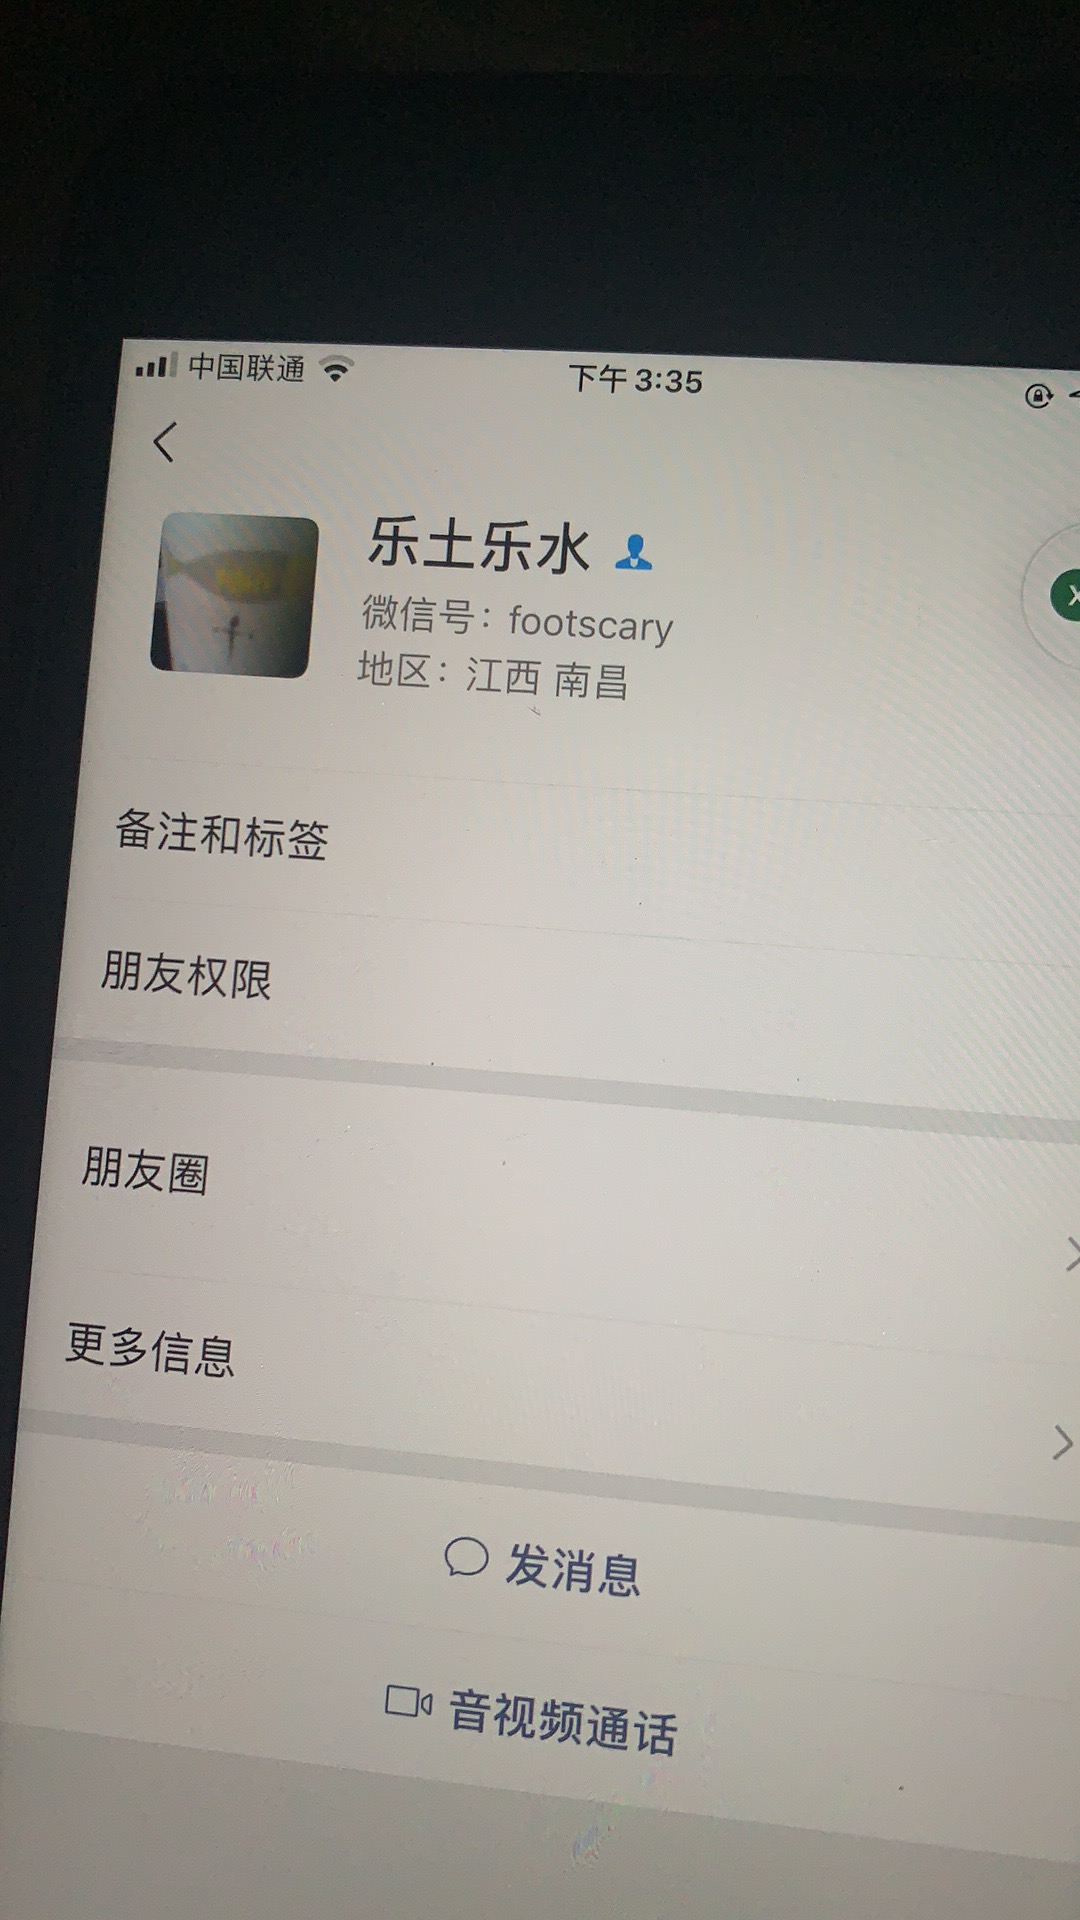 中国联通
下午3:35
乐土乐水
微信号：footscary
地区：江西 南昌
备注和标签
朋友权限
朋友圈
更多信息
发消息
音视频通话